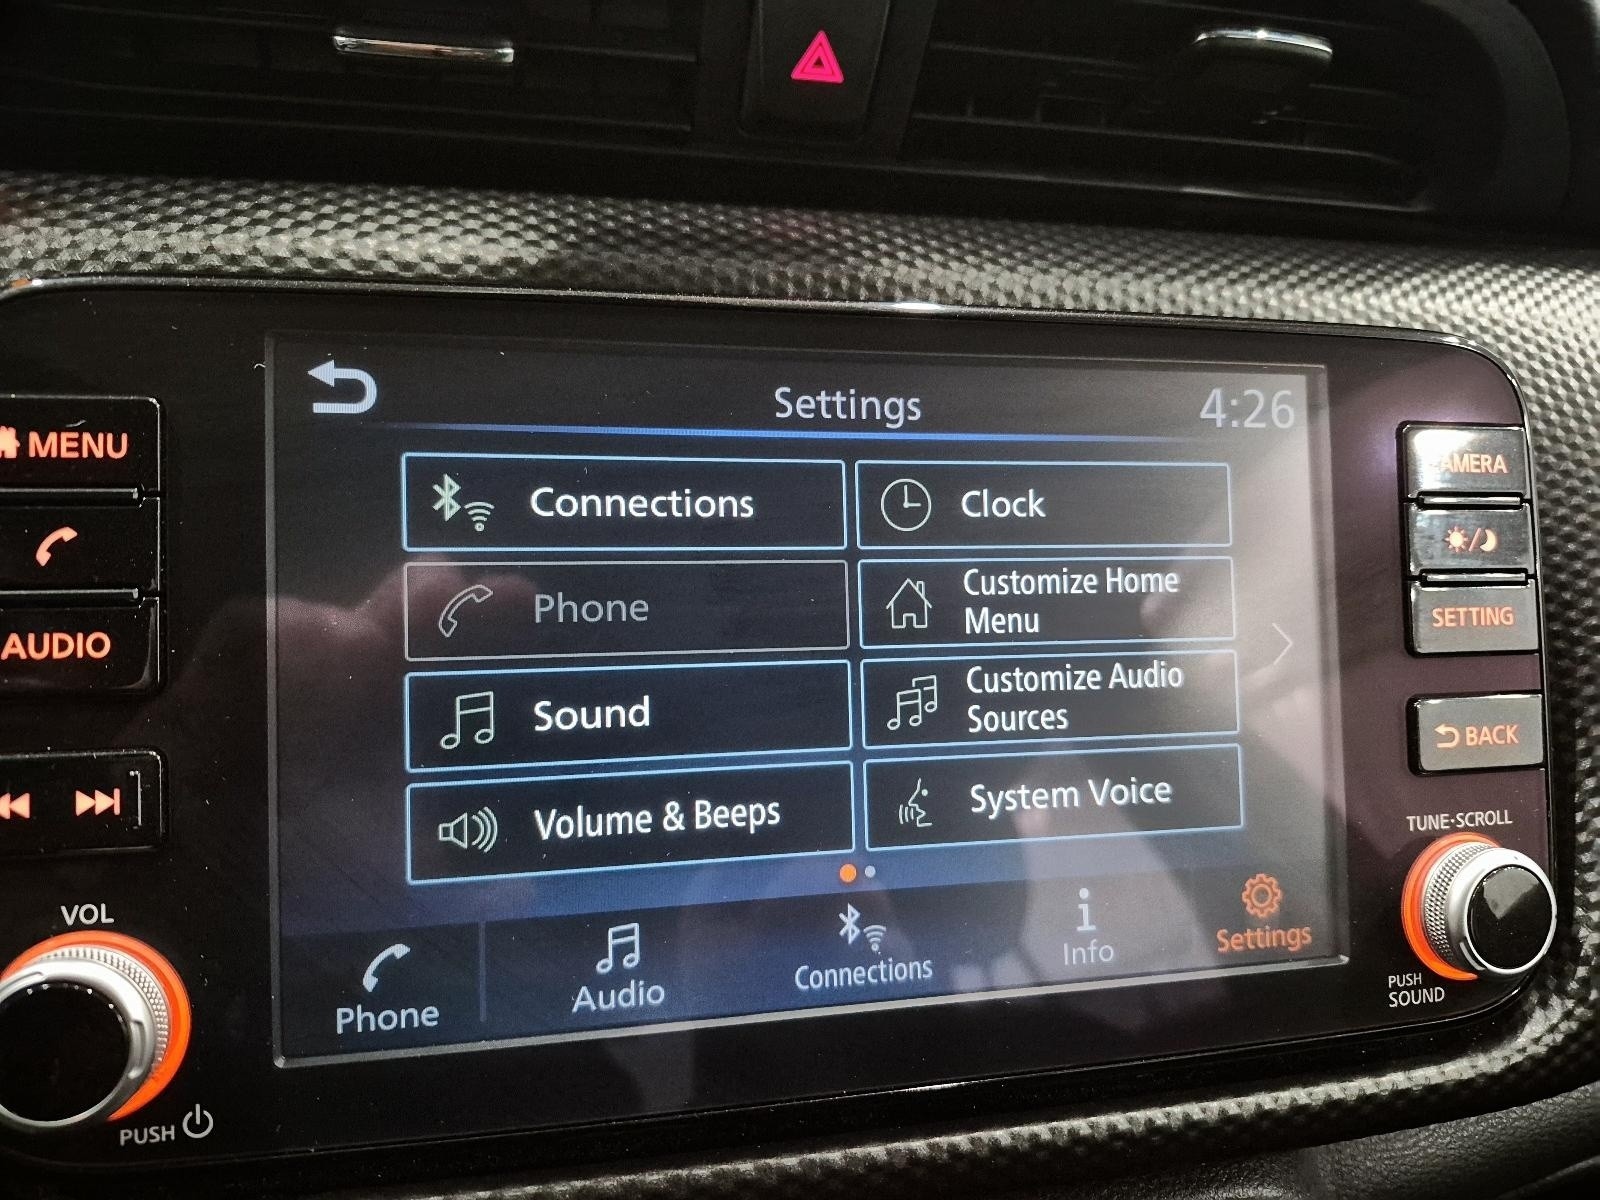 Settings
4:26
MENU
AUDIO
VOL
PUSH
Connections
Phone
Sound
Volume & Beeps
Clock
Customize Home
Menu
Customize Audio
Sources
System Voice
Phone
Audio
Connections
Info
Settings
AMERA
SETTING
BACK
TUNE·SCROLL
PUSH
SOUND